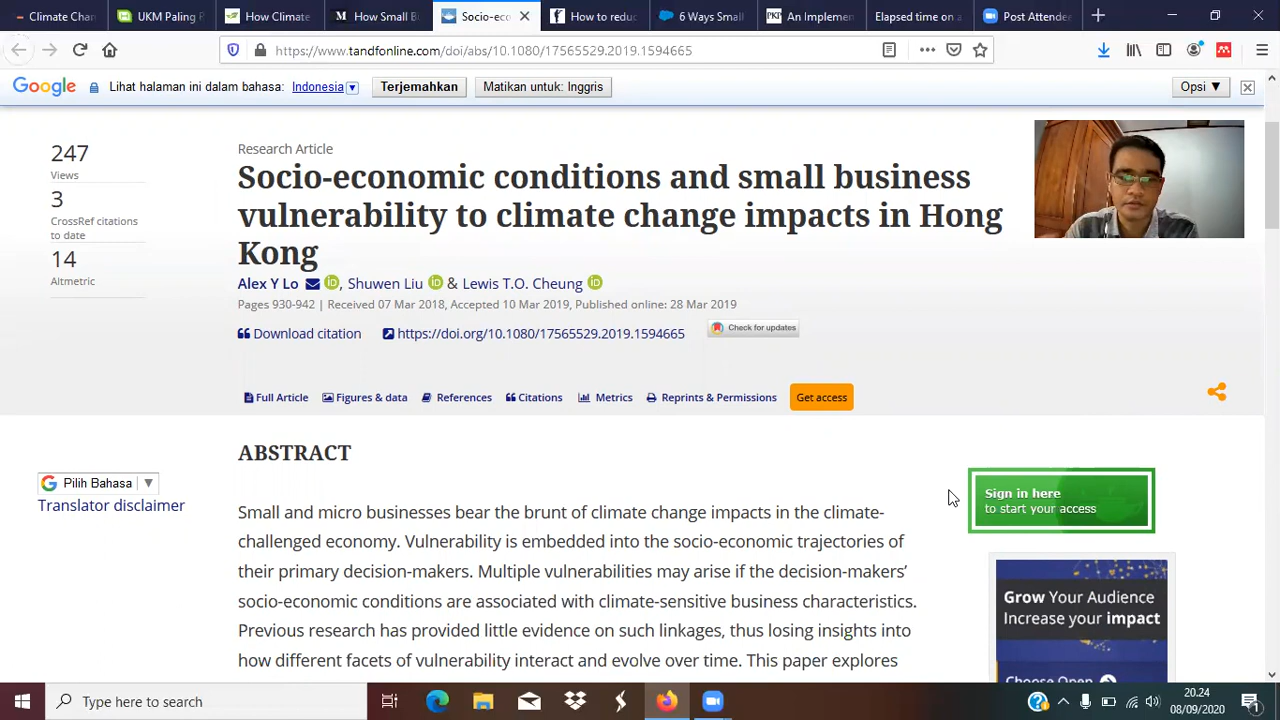 Climate Chan
UKM Paling P
How Climate
How Small B
Socio-eco
How to reduc
6 Ways Small
PKP An Implemen
Elapsed time on a
Post Attendee
https://www.tandfonline.com/doi/abs/10.1080/17565529.2019.1594665
Google Lihat halaman ini dalam bahasa: Indonesia Terjemahkan Matikan untuk: Inggris Opsi ▼
247
Views
3
CrossRef citations
to date
14
Altmetric
Research Article
Socio-economic conditions and small business
vulnerability to climate change impacts in Hong
Kong
Alex Y Lo, Shuwen Liu & Lewis T.O. Cheung
Pages 930-942 | Received 07 Mar 2018, Accepted 10 Mar 2019, Published online: 28 Mar 2019
Download citation https://doi.org/10.1080/17565529.2019.1594665 Check for updates
Full Article Figures & data References Citations Metrics Reprints & Permissions Get access
ABSTRACT
Pilih Bahasa ▼
Translator disclaimer
Small and micro businesses bear the brunt of climate change impacts in the climate-
challenged economy. Vulnerability is embedded into the socio-economic trajectories of
their primary decision-makers. Multiple vulnerabilities may arise if the decision-makers’
socio-economic conditions are associated with climate-sensitive business characteristics.
Previous research has provided little evidence on such linkages, thus losing insights into
how different facets of vulnerability interact and evolve over time. This paper explores
Sign in here
to start your access
Grow Your Audience
Increase your impact
Choose Open
Type here to search
20.24
08/09/2020